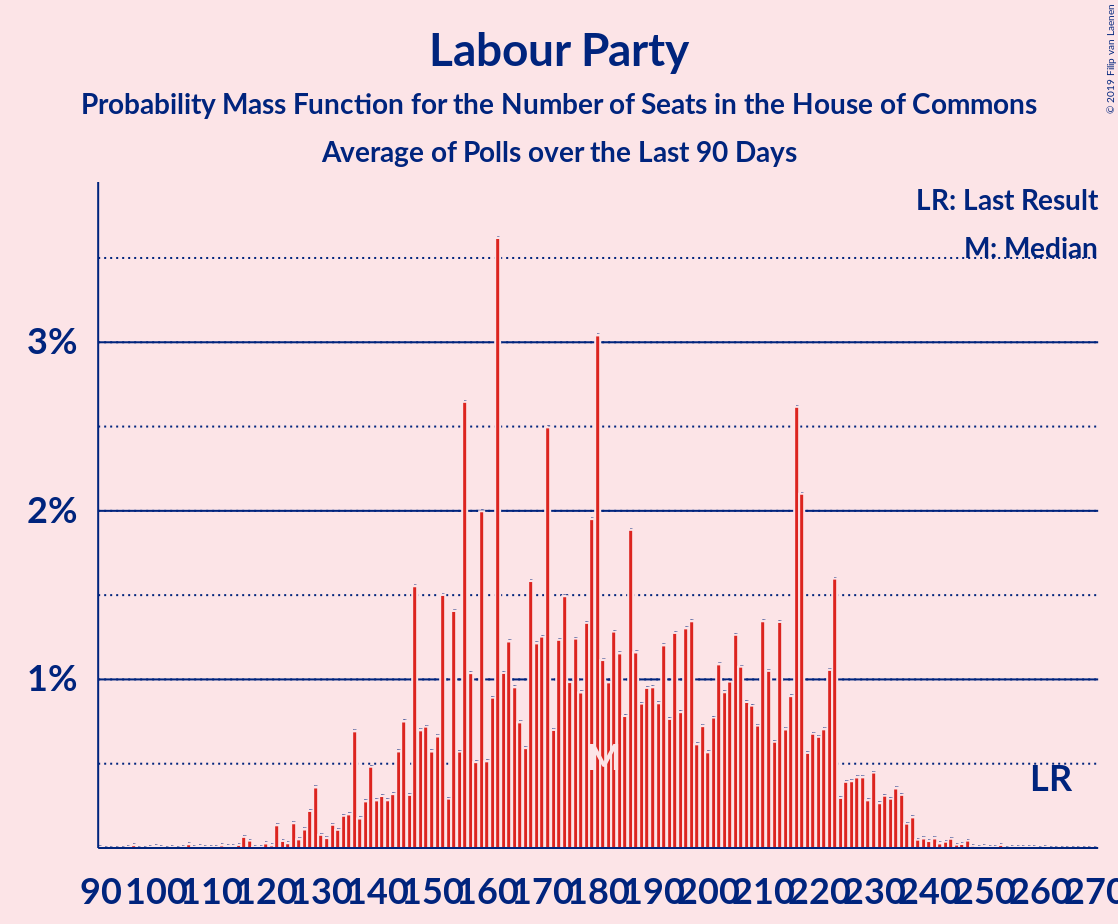 Labour Party
Probability Mass Function for the Number of Seats in the House of Commons
Average of Polls over the Last 90 Days
© 2019 Filip van Laenen
LR: Last Result
M: Median
3%
2%
1%
M
LR
90 100 110 120 130 140 150 160 170 180 190 200 210 220 230 240 250 260 270